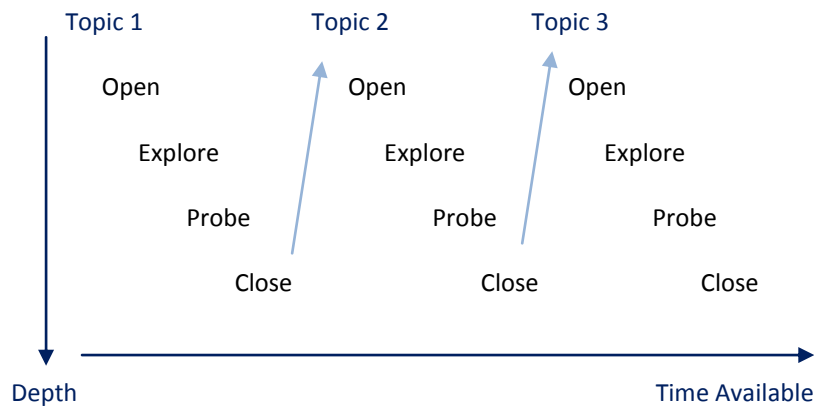 Topic 1 Topic 2 Topic 3
Open Open Open
Explore Explore Explore
Probe Probe Probe
Close Close Close
Depth Time Available